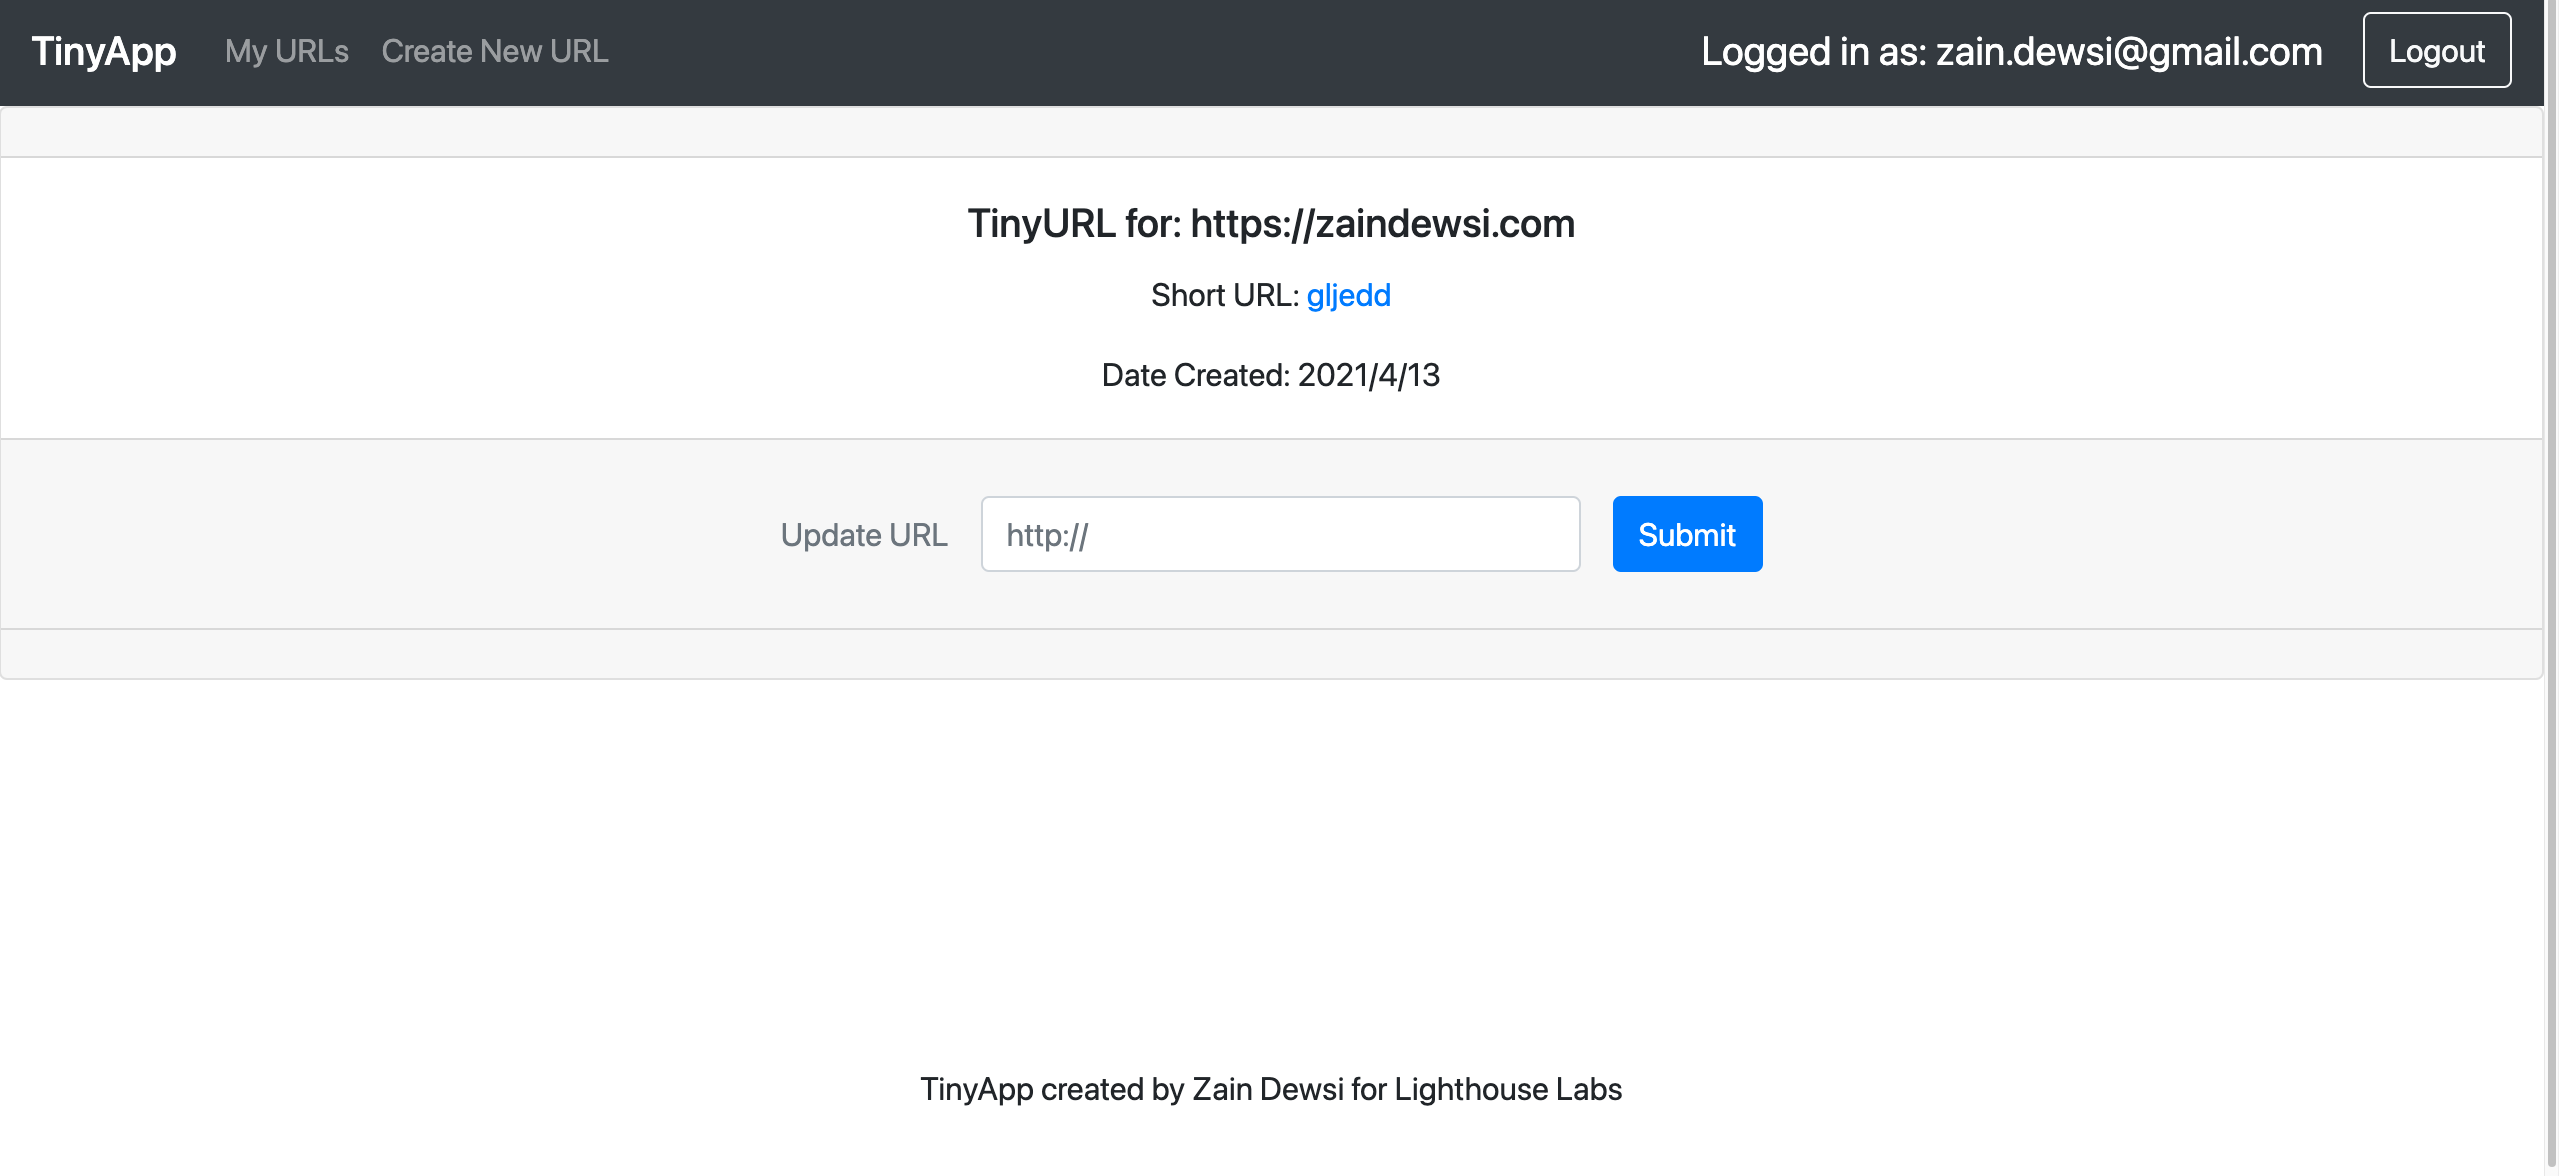 TinyApp My URLs Create New URL Logged in as: zain.dewsi@gmail.com Logout
TinyURL for: https://zaindewsi.com
Short URL: gljedd
Date Created: 2021/4/13
Update URL http:// Submit
TinyApp created by Zain Dewsi for Lighthouse Labs